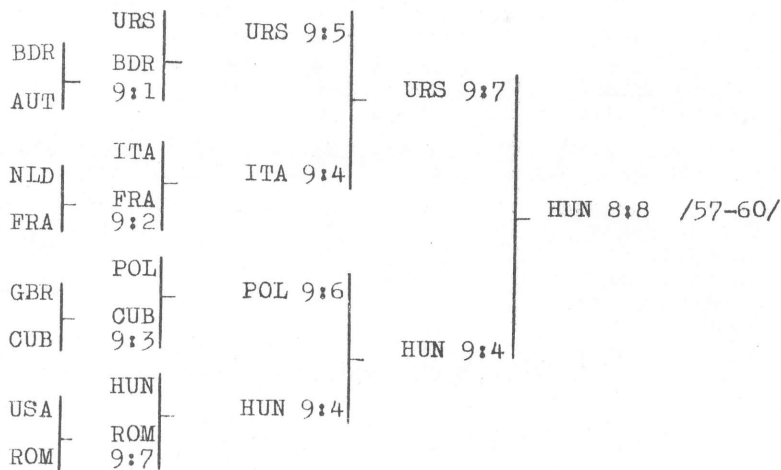 URS
URS 9:5
BDR
BDR
9:1
AUT
URS 9:7
ITA
ITA 9:4
NLD
FRA
9:2
FRA
HUN 8:8 /57-60/
POL
POL 9:6
GBR
CUB
9:3
CUB
HUN 9:4
HUN
HUN 9:4
USA
ROM
9:7
ROM